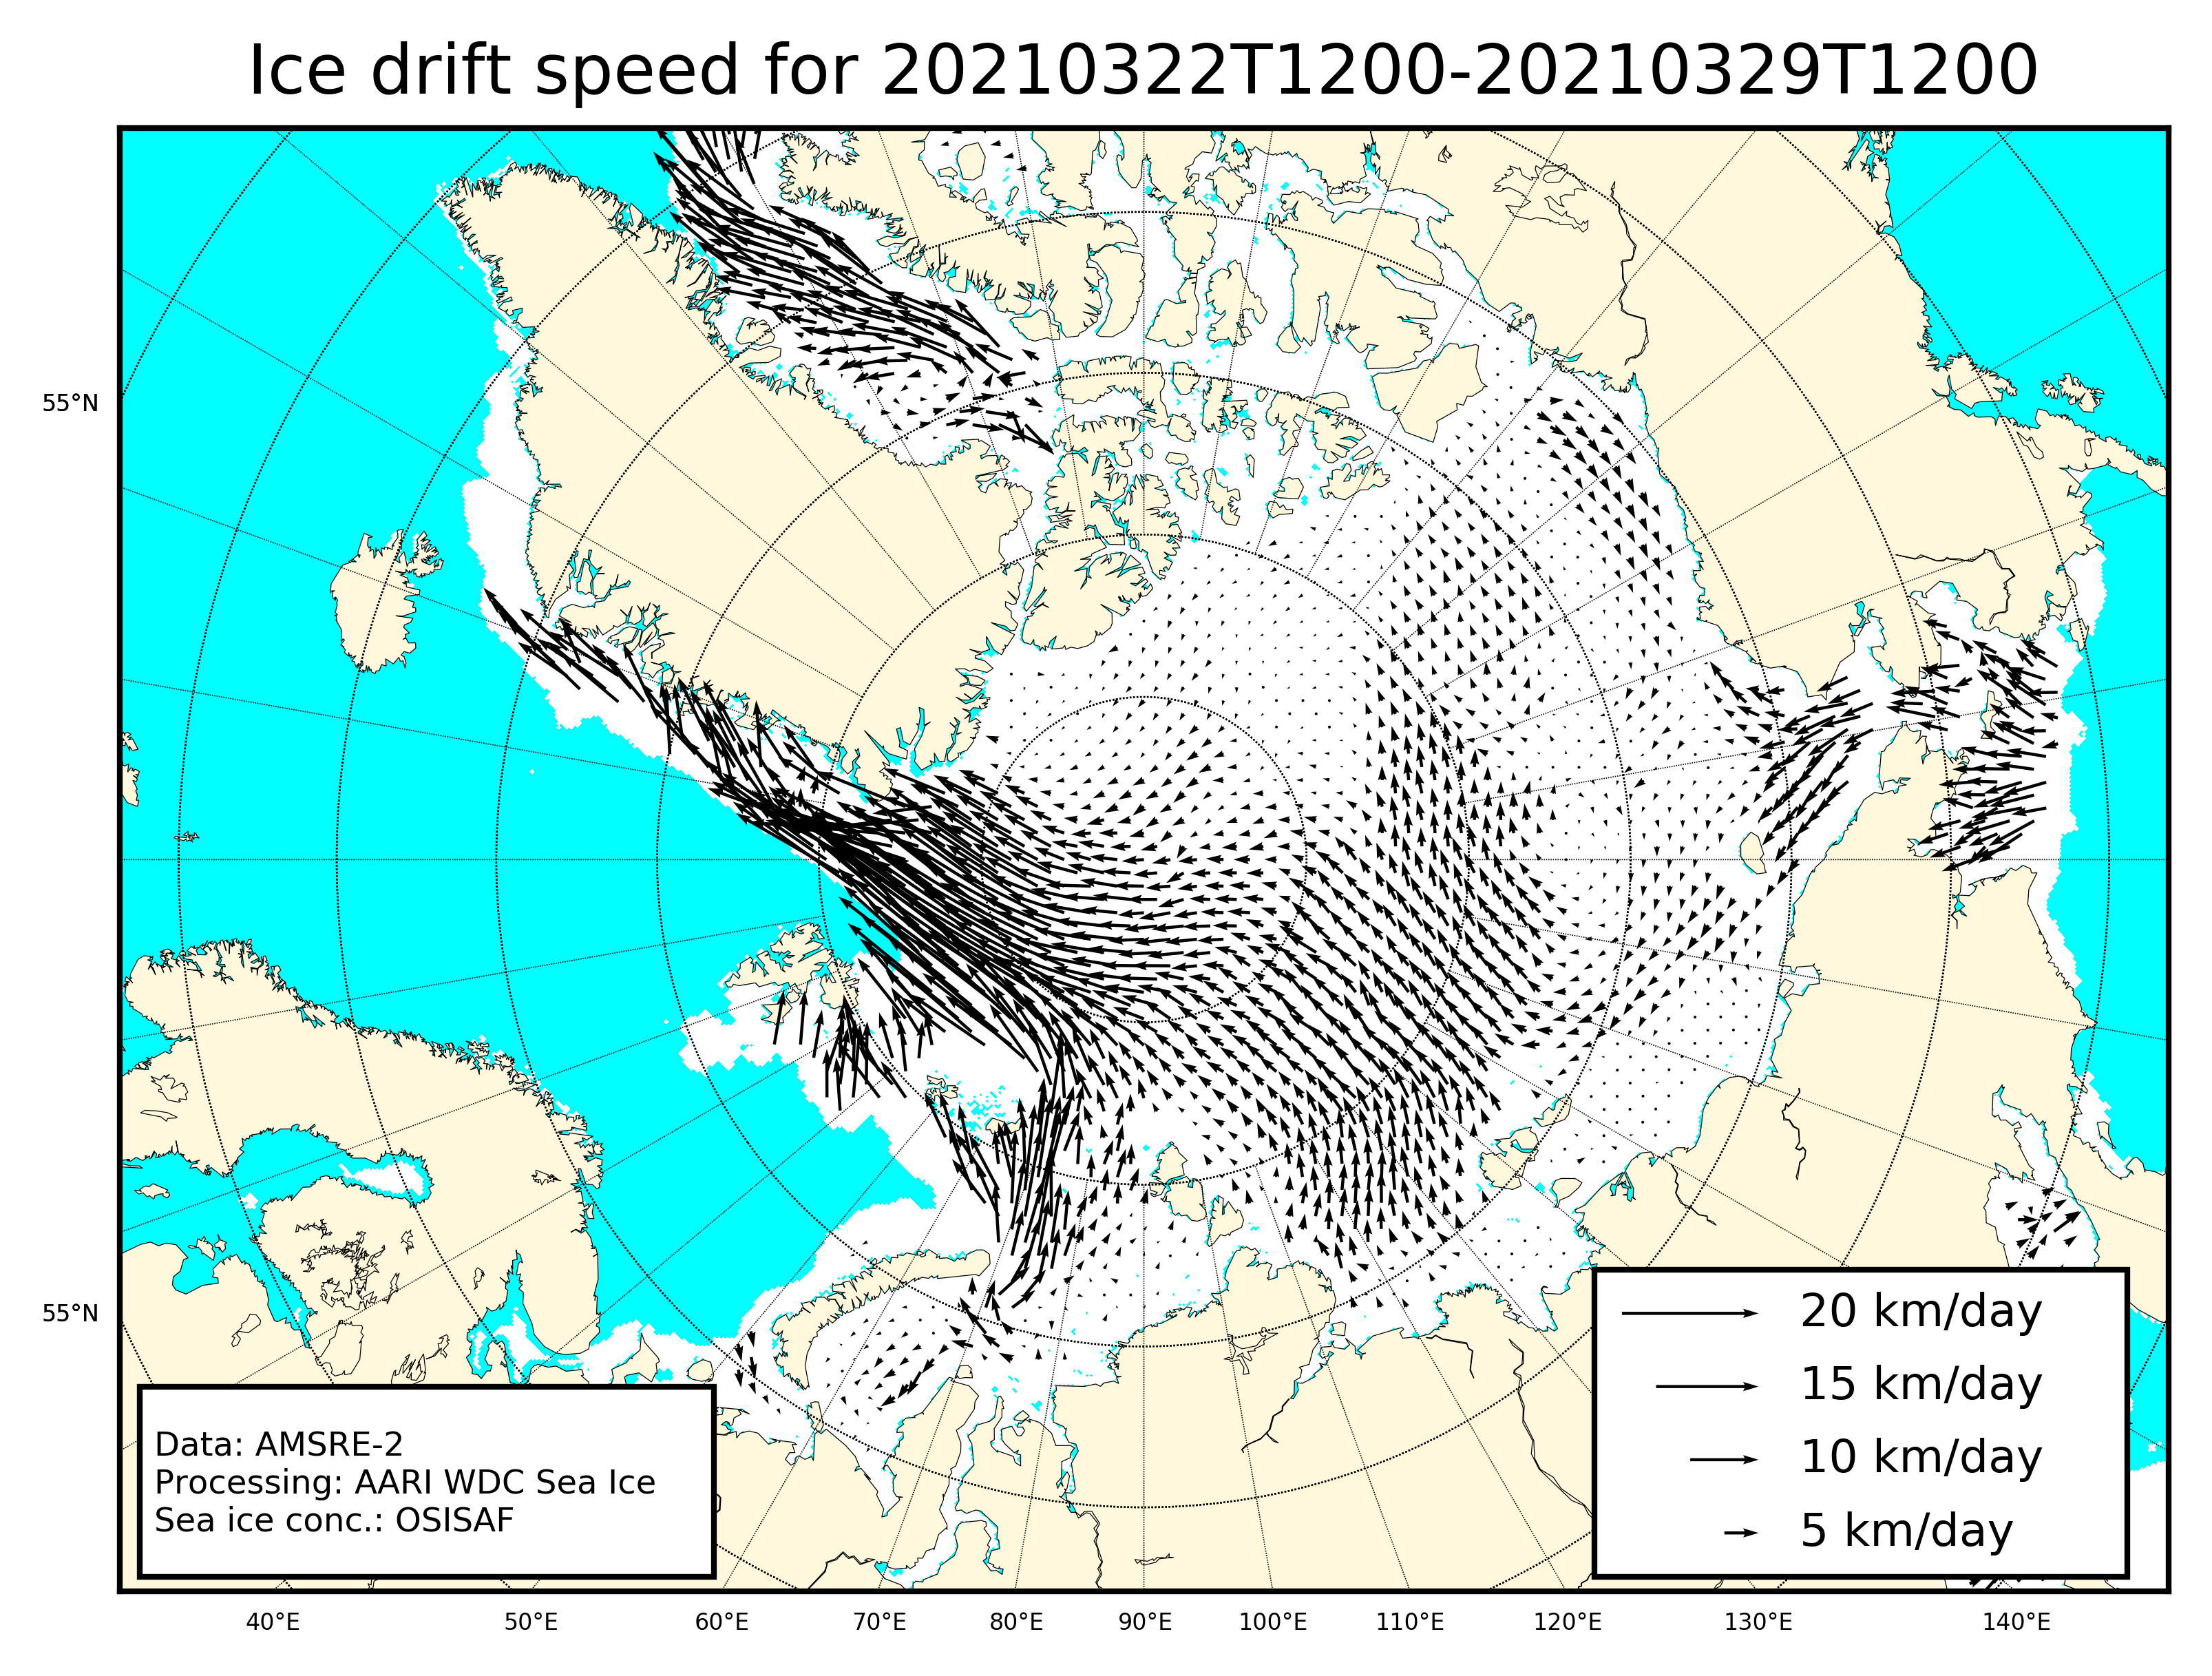 Ice drift speed for 20210322T1200-20210329T1200
55°N
55°N
20 km/day
15 km/day
10 km/day
5 km/day
Data: AMSRE-2
Processing: AARI WDC Sea Ice
Sea ice conc.: OSISAF
40°E 50°E 60°E 70°E 80°E 90°E 100°E 110°E 120°E 130°E 140°E